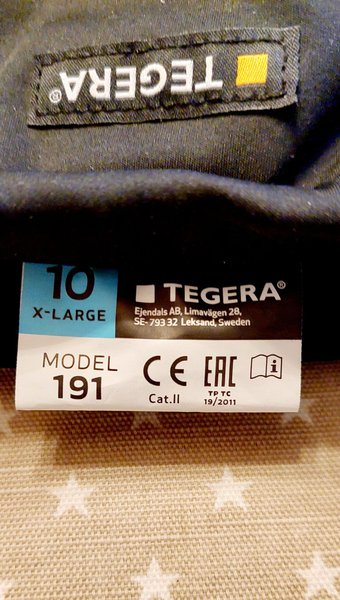 TEGERA®
10
X-LARGE
TEGERA®
Ejendals AB, Limavägen 28,
SE-793 32 Leksand, Sweden
MODEL
191
CE
Cat.II
EAC
TP TC
19/2011
i